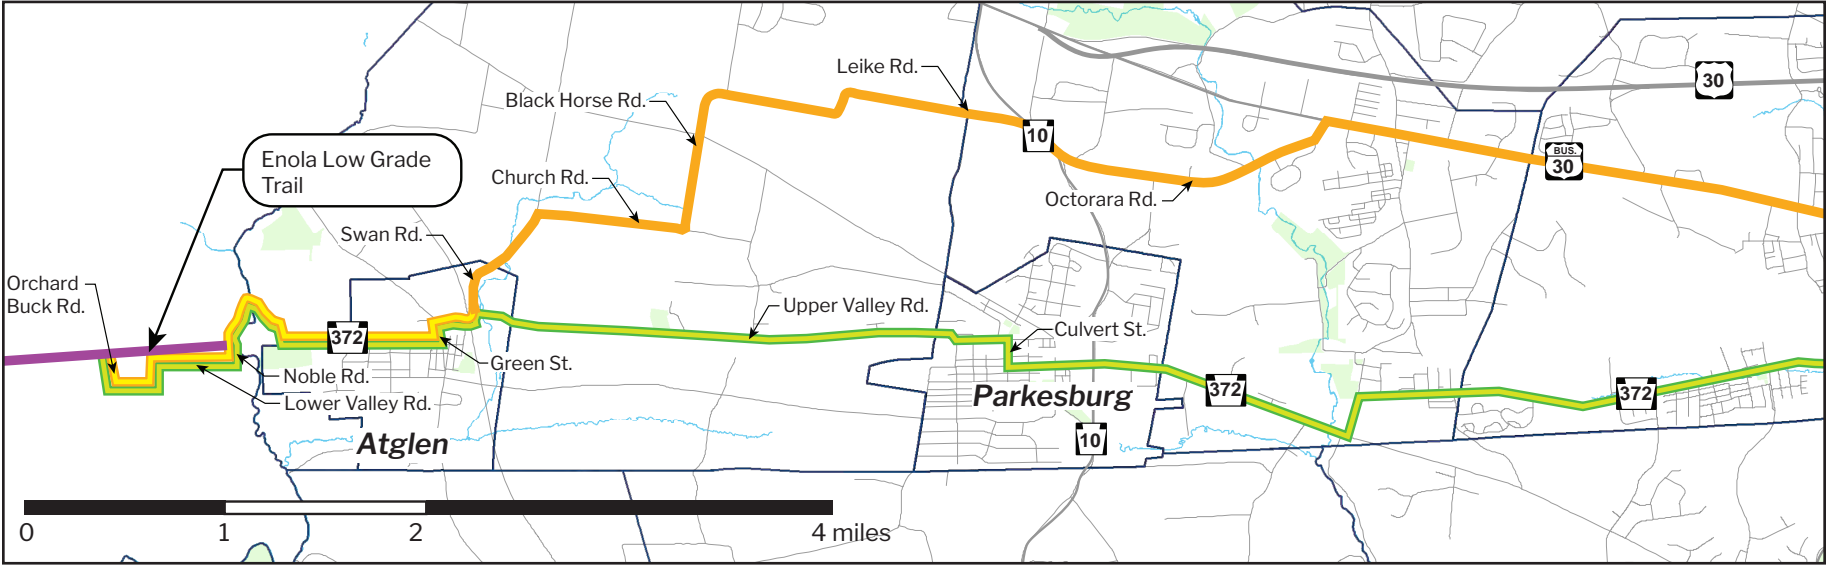 30
Leike Rd.
Black Horse Rd.
10
BUS.
30
Enola Low Grade
Trail
Church Rd.
Octorara Rd.
Swan Rd.
Orchard
Buck Rd.
Upper Valley Rd.
Culvert St.
372
Green St.
Noble Rd.
Lower Valley Rd.
Parkesburg
372
372
Atglen
10
0
1
2
4 miles